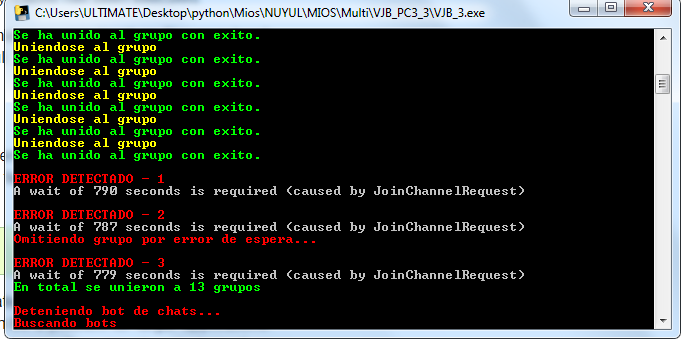 C:\Users\ULTIMATE\Desktop\python\Mios\NUYUL\MIOS\Multi\VJB_PC3_3\VJB_3.exe
Se ha unido al grupo con exito.
Uniendose al grupo
Se ha unido al grupo con exito.
Uniendose al grupo
Se ha unido al grupo con exito.
Uniendose al grupo
Se ha unido al grupo con exito.
Uniendose al grupo
Se ha unido al grupo con exito.
Uniendose al grupo
Se ha unido al grupo con exito.
ERROR DETECTADO - 1
A wait of 790 seconds is required (caused by JoinChannelRequest)
ERROR DETECTADO - 2
A wait of 787 seconds is required (caused by JoinChannelRequest)
Omitiendo grupo por error de espera...
ERROR DETECTADO - 3
A wait of 779 seconds is required (caused by JoinChannelRequest)
En total se unieron a 13 grupos
Deteniendo bot de chats...
Buscando bots